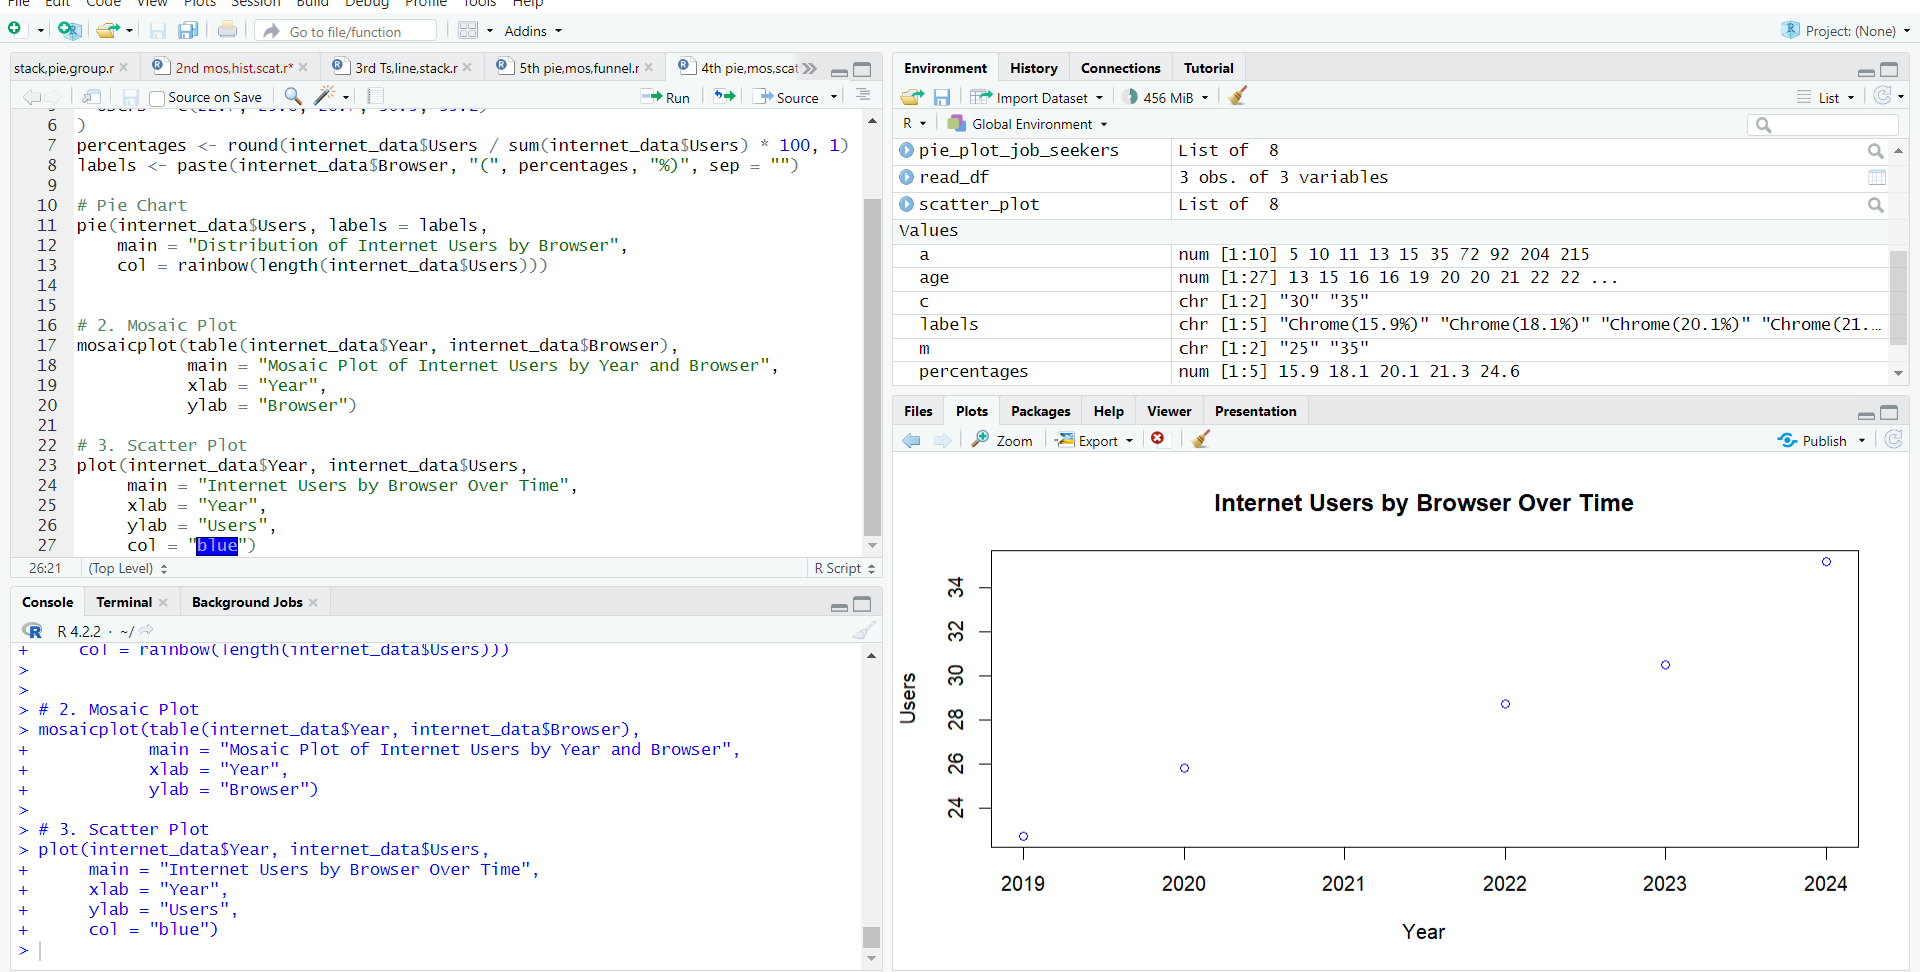 File Edit Code View Plots Session Build Debug Profile Tools Help
Go to file/function
Addins
Project: (None)
stack,pie,group.r
2nd mos,hist,scat.r*
3rd Ts,line,stack.r
5th pie,mos,funnel.r
4th pie,mos,scat
Source on Save
Run
Source
6 )
7 percentages <- round(internet_data$Users / sum(internet_data$Users) * 100, 1)
8 labels <- paste(internet_data$Browser, "(", percentages, "%)", sep = "")
9
10 # Pie Chart
11 pie(internet_data$Users, labels = labels,
12 main = "Distribution of Internet Users by Browser",
13 col = rainbow(length(internet_data$Users)))
14
15
16 # 2. Mosaic Plot
17 mosaicplot(table(internet_data$Year, internet_data$Browser),
18 main = "Mosaic Plot of Internet Users by Year and Browser",
19 xlab = "Year",
20 ylab = "Browser")
21
22 # 3. Scatter Plot
23 plot(internet_data$Year, internet_data$Users,
24 main = "Internet Users by Browser Over Time",
25 xlab = "Year",
26 ylab = "Users",
27 col = "blue")
26:21 (Top Level) R Script
Console Terminal Background Jobs
R 4.2.2 · ~/
+ col = rainbow(length(internet_data$Users)))
>
>
> # 2. Mosaic Plot
> mosaicplot(table(internet_data$Year, internet_data$Browser),
+ main = "Mosaic Plot of Internet Users by Year and Browser",
+ xlab = "Year",
+ ylab = "Browser")
>
> # 3. Scatter Plot
> plot(internet_data$Year, internet_data$Users,
+ main = "Internet Users by Browser Over Time",
+ xlab = "Year",
+ ylab = "Users",
+ col = "blue")
>
Environment History Connections Tutorial
Import Dataset 456 MiB List
R Global Environment
pie_plot_job_seekers List of 8
read_df 3 obs. of 3 variables
scatter_plot List of 8
Values
a num [1:10] 5 10 11 13 15 35 72 92 204 215
age num [1:27] 13 15 16 16 19 20 20 21 22 22 ...
c chr [1:2] "30" "35"
labels chr [1:5] "Chrome(15.9%)" "Chrome(18.1%)" "Chrome(20.1%)" "Chrome(21.…
m chr [1:2] "25" "35"
percentages num [1:5] 15.9 18.1 20.1 21.3 24.6
Files Plots Packages Help Viewer Presentation
Zoom Export Publish
Internet Users by Browser Over Time
Users
34
32
30
28
26
24
2019 2020 2021 2022 2023 2024
Year